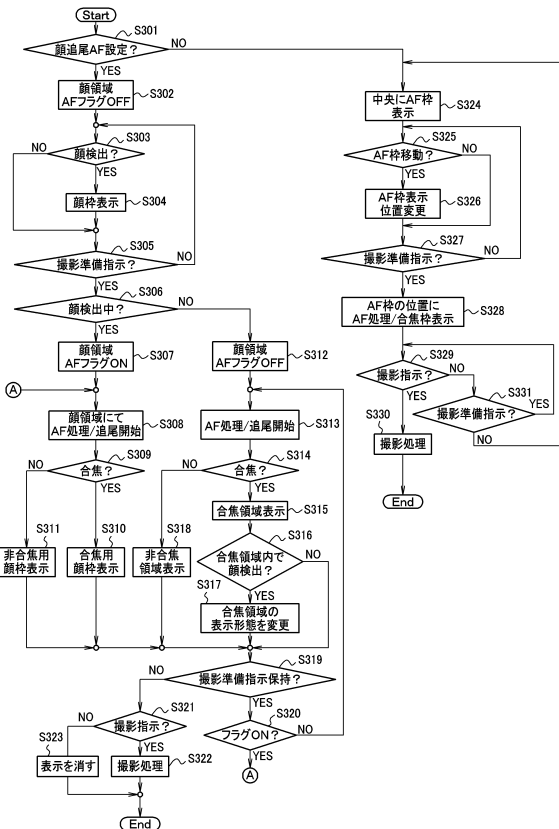 Start
S301
顔追尾AF設定?
NO
YES
顔領域
AFフラグOFF
S302
S303
NO
顔検出?
YES
顔枠表示
S304
S305
撮影準備指示?
NO
YES
S306
顔検出中?
NO
YES
顔領域
AFフラグON
S307
A
顔領域にて
AF処理/追尾開始
S308
S309
NO
合焦?
YES
S311
非合焦用
顔枠表示
S310
合焦用
顔枠表示
顔領域
AFフラグOFF
S312
AF処理/追尾開始
S313
S314
NO
合焦?
YES
合焦領域表示
S315
S316
合焦領域内で
顔検出?
NO
YES
S318
非合焦
領域表示
S317
合焦領域の
表示形態を変更
S319
NO
撮影準備指示保持?
YES
S320
フラグON?
NO
YES
A
S321
NO
撮影指示?
YES
S323
表示を消す
撮影処理
S322
End
中央にAF枠
表示
S324
S325
AF枠移動?
NO
YES
AF枠表示
位置変更
S326
S327
撮影準備指示?
NO
YES
AF枠の位置に
AF処理/合焦枠表示
S328
S329
撮影指示?
NO
YES
S331
撮影準備指示?
YES
NO
S330
撮影処理
End